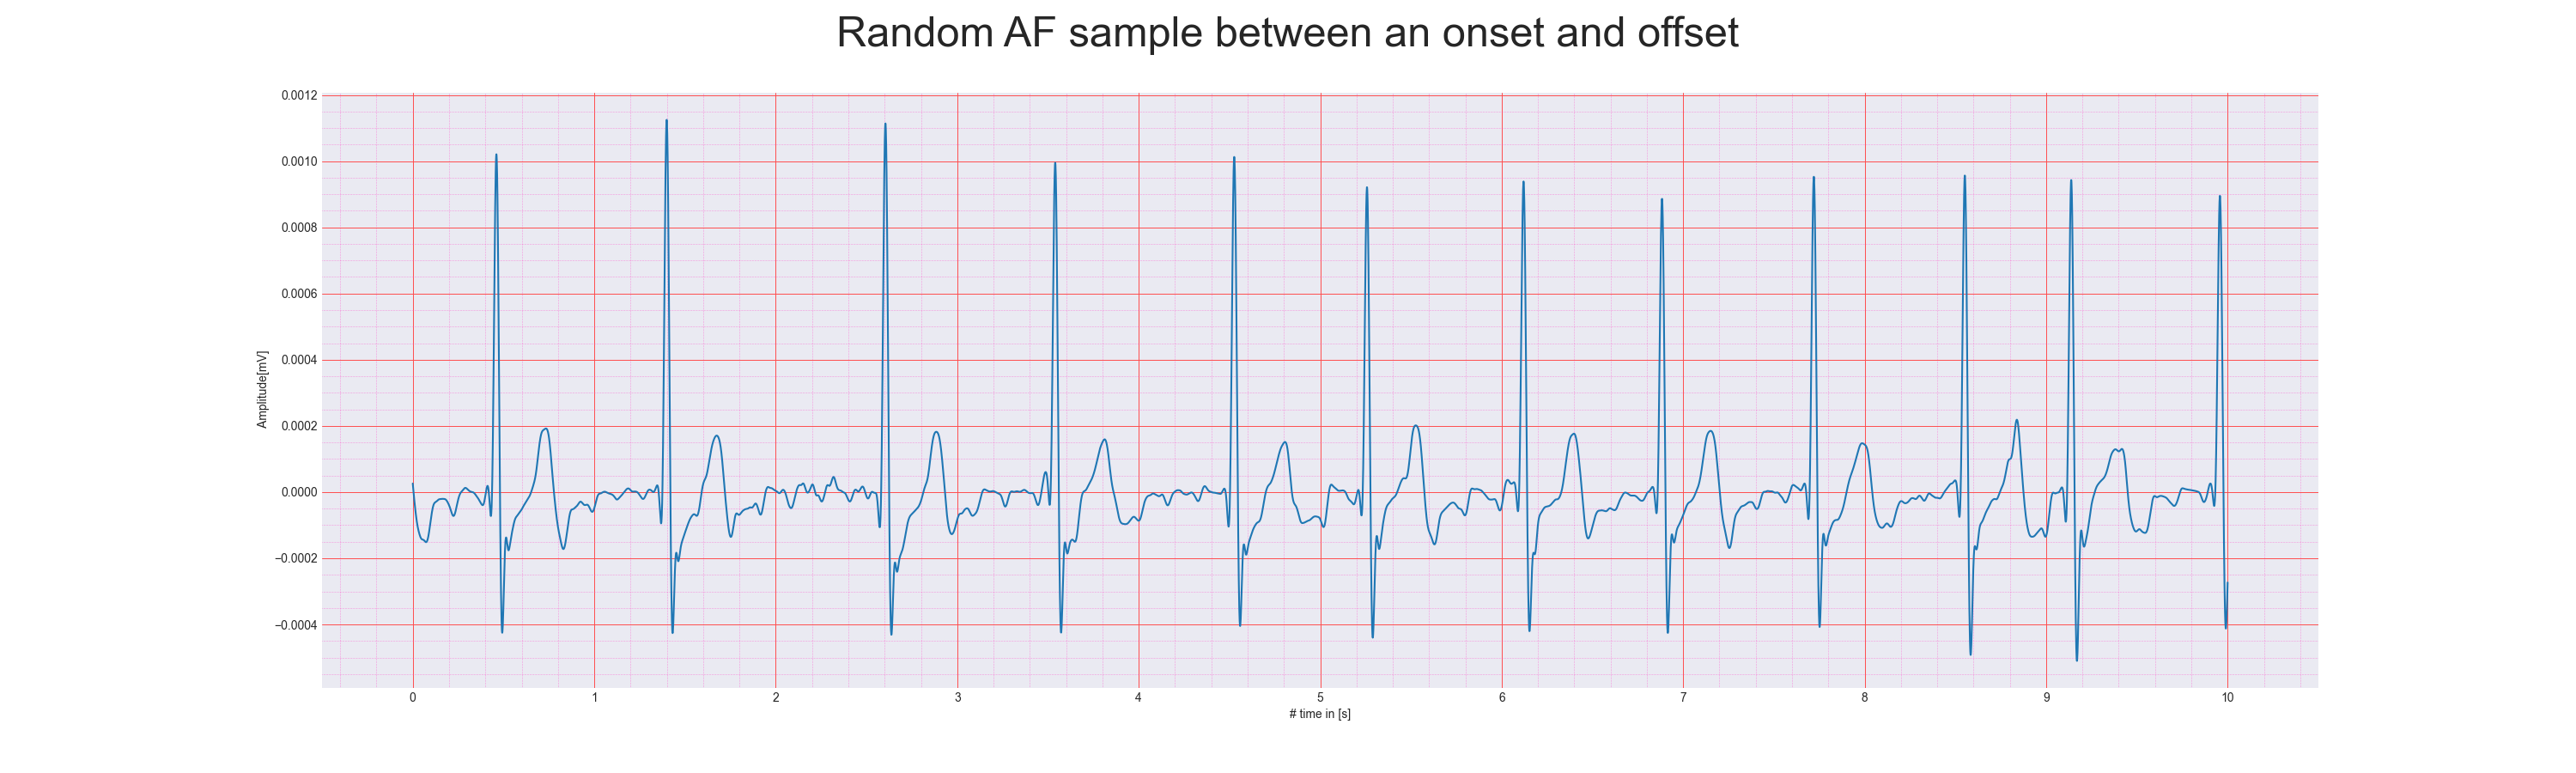 Random AF sample between an onset and offset
0.0012
0.0010
0.0008
0.0006
0.0004
0.0002
0.0000
−0.0002
−0.0004
Amplitude[mV]
0 1 2 3 4 5 6 7 8 9 10
# time in [s]